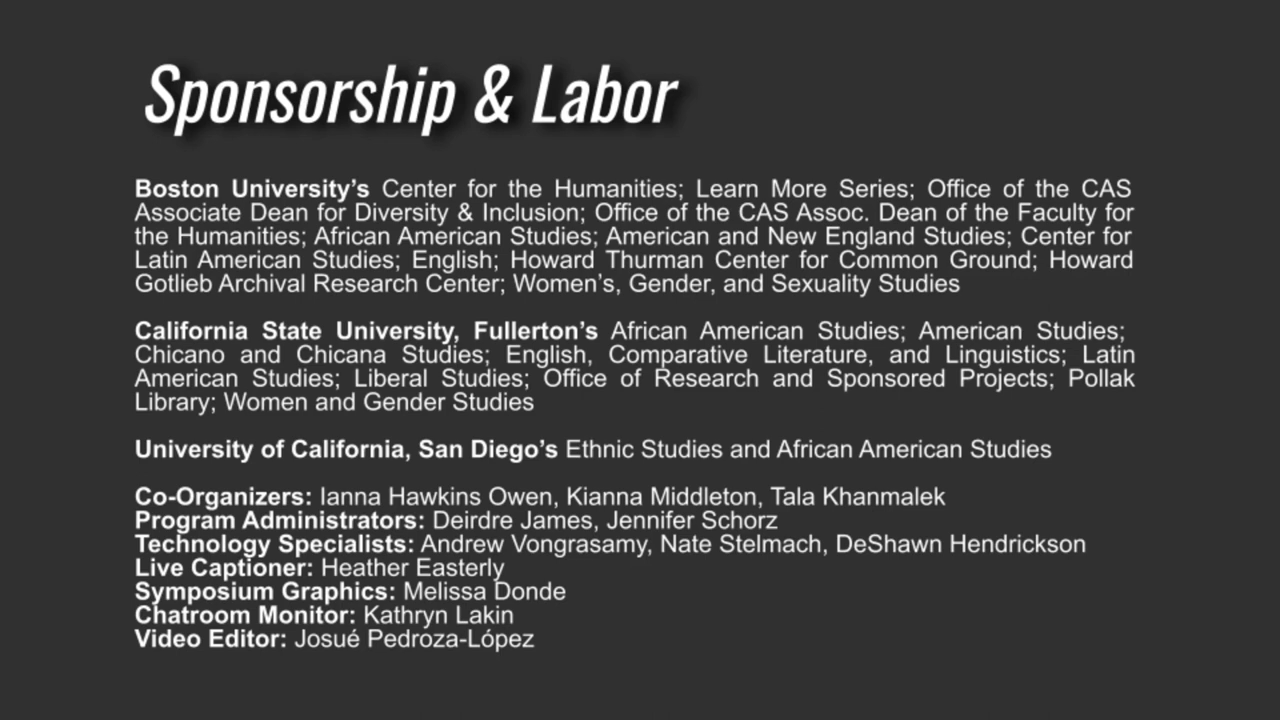 Sponsorship & Labor
Boston University’s Center for the Humanities; Learn More Series; Office of the CAS
Associate Dean for Diversity & Inclusion; Office of the CAS Assoc. Dean of the Faculty for
the Humanities; African American Studies; American and New England Studies; Center for
Latin American Studies; English; Howard Thurman Center for Common Ground; Howard
Gotlieb Archival Research Center; Women’s, Gender, and Sexuality Studies
California State University, Fullerton’s African American Studies; American Studies;
Chicano and Chicana Studies; English, Comparative Literature, and Linguistics; Latin
American Studies; Liberal Studies; Office of Research and Sponsored Projects; Pollak
Library; Women and Gender Studies
University of California, San Diego’s Ethnic Studies and African American Studies
Co-Organizers: Ianna Hawkins Owen, Kianna Middleton, Tala Khanmalek
Program Administrators: Deirdre James, Jennifer Schorz
Technology Specialists: Andrew Vongrasamy, Nate Stelmach, DeShawn Hendrickson
Live Captioner: Heather Easterly
Symposium Graphics: Melissa Donde
Chatroom Monitor: Kathryn Lakin
Video Editor: Josué Pedroza-López